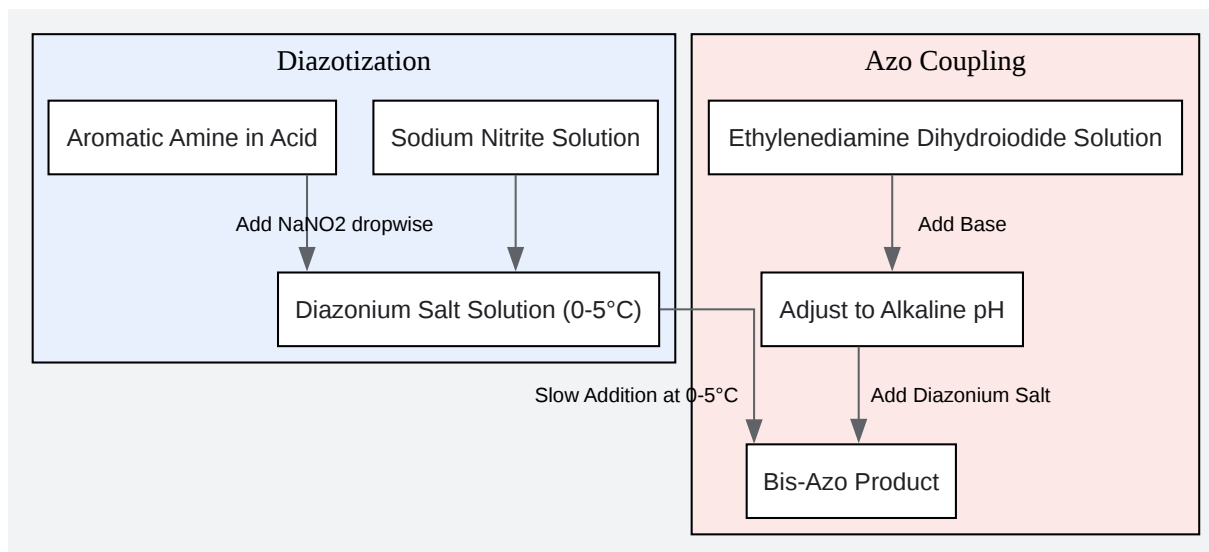 Diazotization
Aromatic Amine in Acid
Sodium Nitrite Solution
Add NaNO2 dropwise
Diazonium Salt Solution (0-5°C)
Slow Addition at 0-5°C
Azo Coupling
Ethylenediamine Dihydroiodide Solution
Add Base
Adjust to Alkaline pH
Add Diazonium Salt
Bis-Azo Product